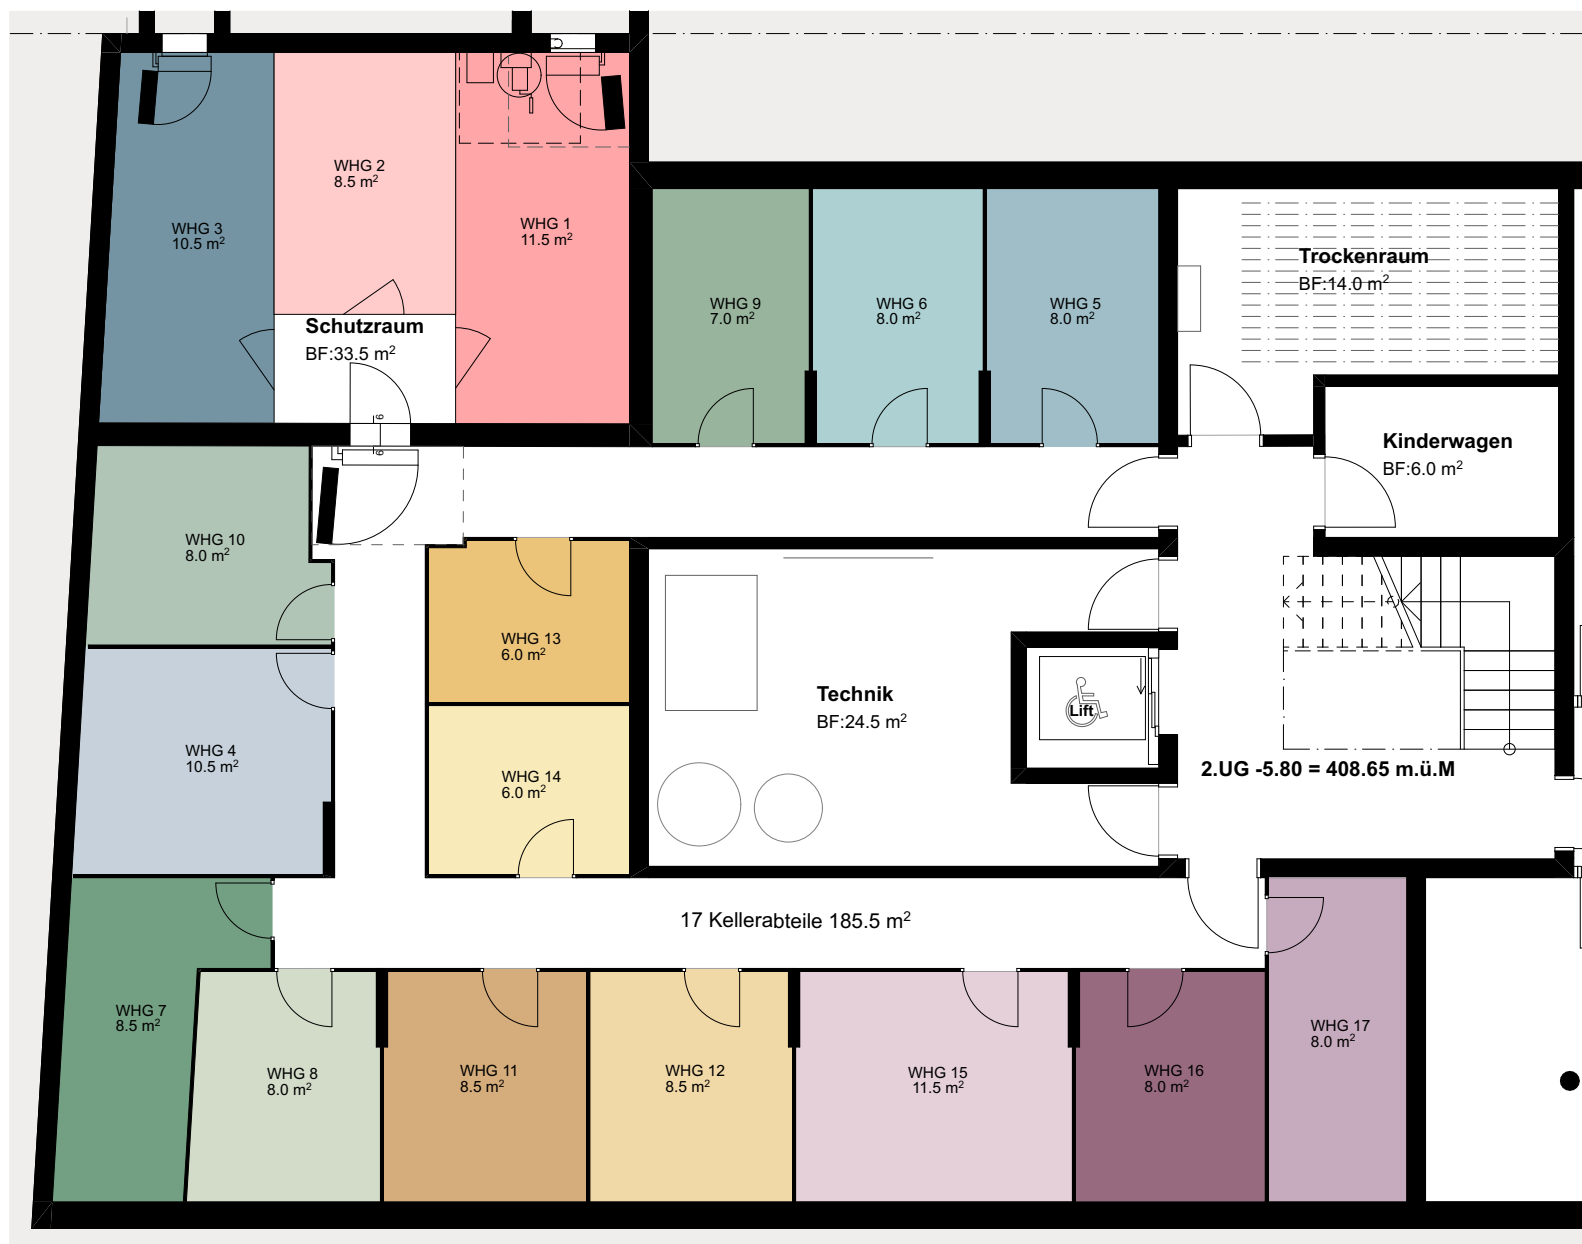 WHG 2
8.5 m²
WHG 3
10.5 m²
WHG 1
11.5 m²
Schutzraum
BF:33.5 m²
WHG 9
7.0 m²
WHG 6
8.0 m²
WHG 5
8.0 m²
Trockenraum
BF:14.0 m²
Kinderwagen
BF:6.0 m²
WHG 10
8.0 m²
WHG 13
6.0 m²
WHG 4
10.5 m²
WHG 14
6.0 m²
Technik
BF:24.5 m²
Lift
2.UG -5.80 = 408.65 m.ü.M
17 Kellerabteile 185.5 m²
WHG 7
8.5 m²
WHG 8
8.0 m²
WHG 11
8.5 m²
WHG 12
8.5 m²
WHG 15
11.5 m²
WHG 16
8.0 m²
WHG 17
8.0 m²